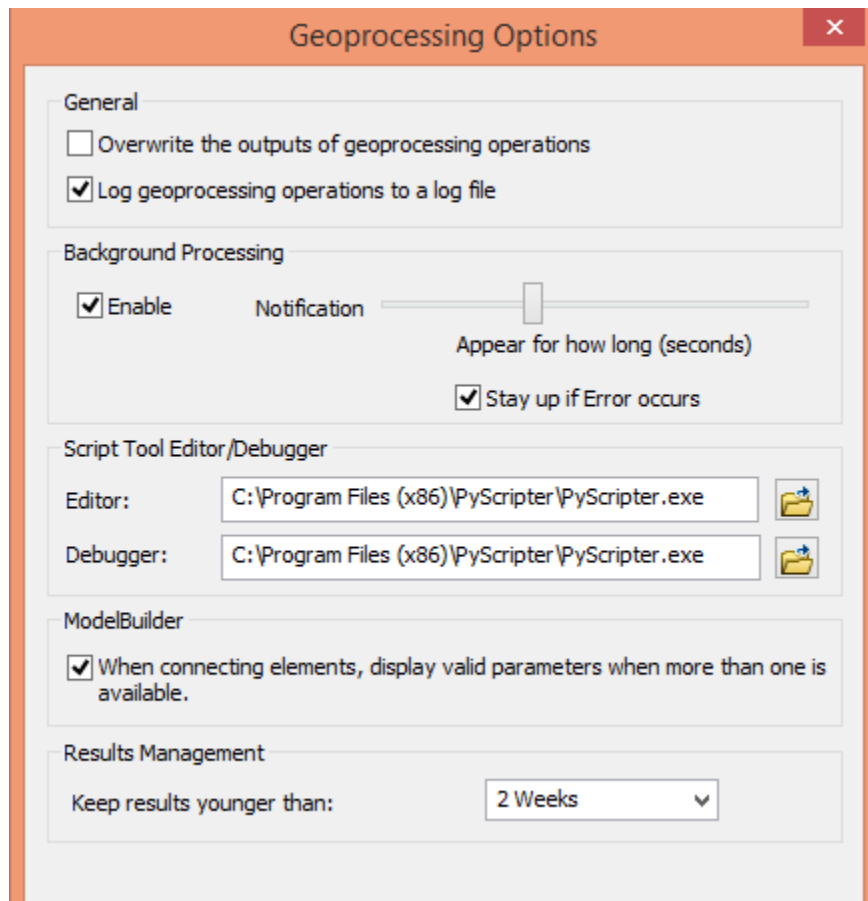 Geoprocessing Options
General
Overwrite the outputs of geoprocessing operations
Log geoprocessing operations to a log file
Background Processing
Enable
Notification
Appear for how long (seconds)
Stay up if Error occurs
Script Tool Editor/Debugger
Editor:
C:\Program Files (x86)\PyScripter\PyScripter.exe
Debugger:
C:\Program Files (x86)\PyScripter\PyScripter.exe
ModelBuilder
When connecting elements, display valid parameters when more than one is
available.
Results Management
Keep results younger than:
2 Weeks